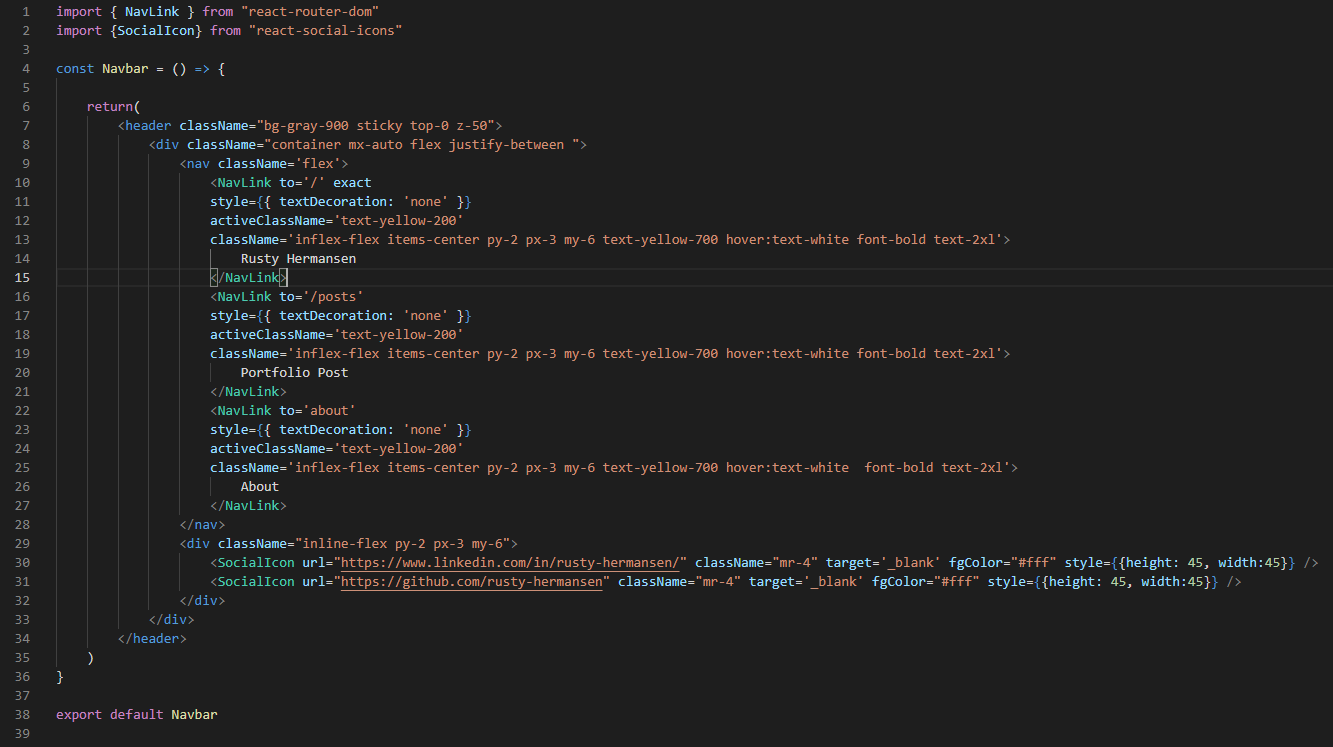 1 import { NavLink } from "react-router-dom"
2 import {SocialIcon} from "react-social-icons"
3
4 const Navbar = () => {
5
6     return(
7         <header className="bg-gray-900 sticky top-0 z-50">
8             <div className="container mx-auto flex justify-between ">
9                 <nav className='flex'>
10                     <NavLink to='/' exact
11                     style={{ textDecoration: 'none' }}
12                     activeClassName='text-yellow-200'
13                     className='inflex-flex items-center py-2 px-3 my-6 text-yellow-700 hover:text-white font-bold text-2xl'>
14                         Rusty Hermansen
15                     </NavLink>
16                     <NavLink to='/posts'
17                     style={{ textDecoration: 'none' }}
18                     activeClassName='text-yellow-200'
19                     className='inflex-flex items-center py-2 px-3 my-6 text-yellow-700 hover:text-white font-bold text-2xl'>
20                         Portfolio Post
21                     </NavLink>
22                     <NavLink to='about'
23                     style={{ textDecoration: 'none' }}
24                     activeClassName='text-yellow-200'
25                     className='inflex-flex items-center py-2 px-3 my-6 text-yellow-700 hover:text-white  font-bold text-2xl'>
26                         About
27                     </NavLink>
28                 </nav>
29                 <div className="inline-flex py-2 px-3 my-6">
30                     <SocialIcon url="https://www.linkedin.com/in/rusty-hermansen/" className="mr-4" target='_blank' fgColor="#fff" style={{height: 45, width:45}} />
31                     <SocialIcon url="https://github.com/rusty-hermansen" className="mr-4" target='_blank' fgColor="#fff" style={{height: 45, width:45}} />
32                 </div>
33             </div>
34         </header>
35     )
36 }
37
38 export default Navbar
39